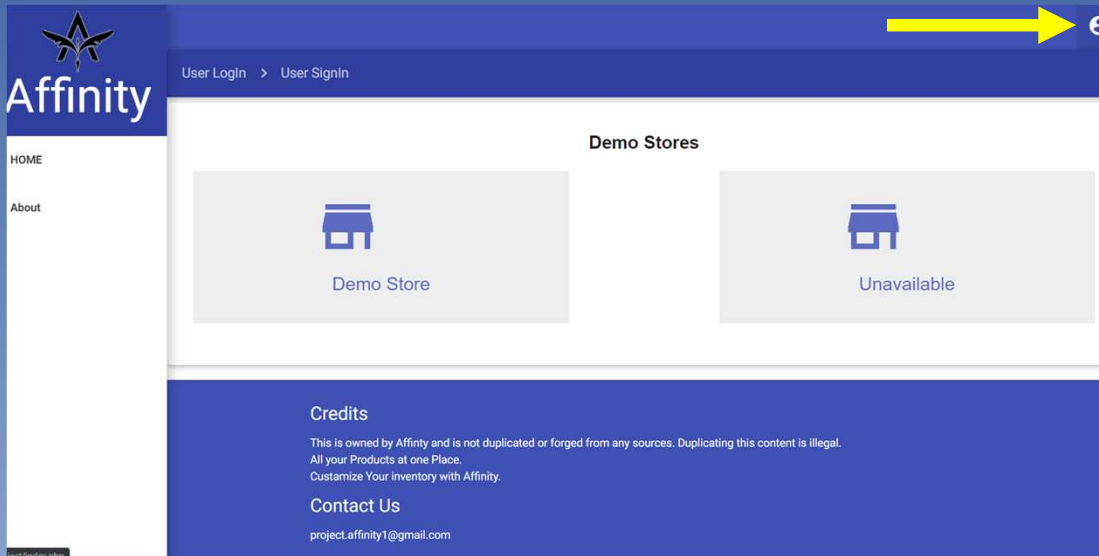 Affinity
User LogIn > User SignIn
HOME
About
Demo Stores
Demo Store
Unavailable
Credits
This is owned by Affinty and is not duplicated or forged from any sources. Duplicating this content is illegal.
All your Products at one Place.
Custamize Your inventory with Affinity.
Contact Us
project.affinity1@gmail.com